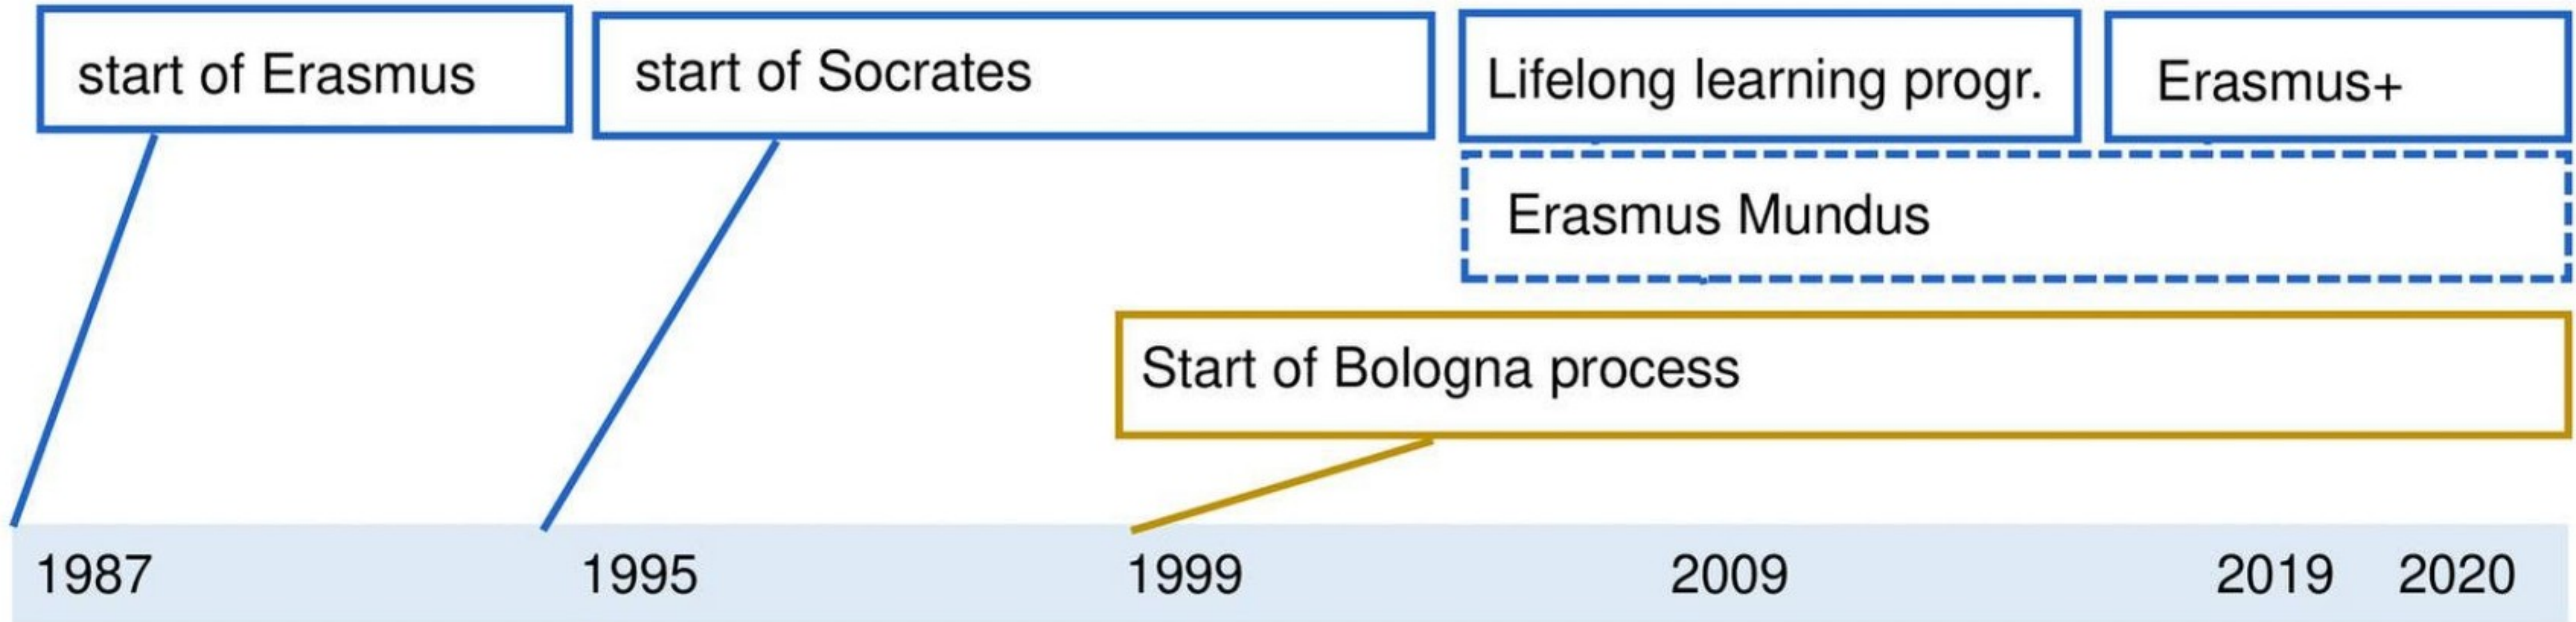 start of Erasmus
start of Socrates
Lifelong learning progr.
Erasmus+
Erasmus Mundus
Start of Bologna process
1987
1995
1999
2009
2019
2020